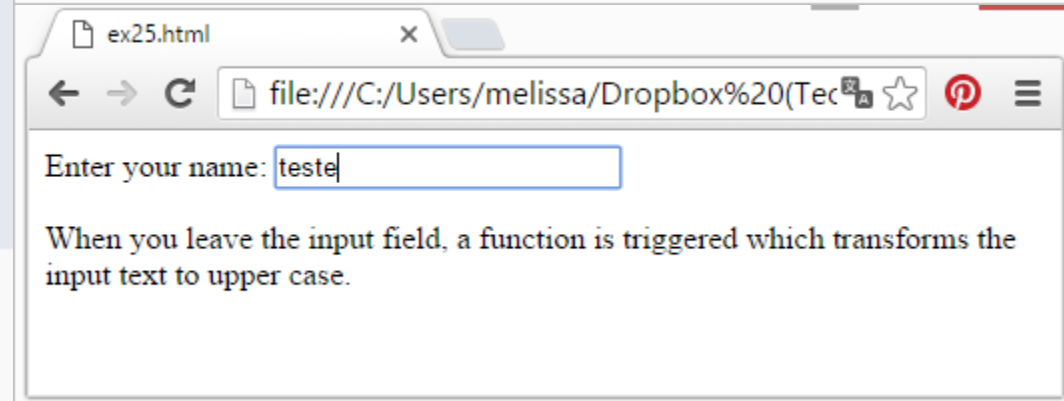 ex25.html
file:///C:/Users/melissa/Dropbox%20(Tec
Enter your name: teste
When you leave the input field, a function is triggered which transforms the
input text to upper case.